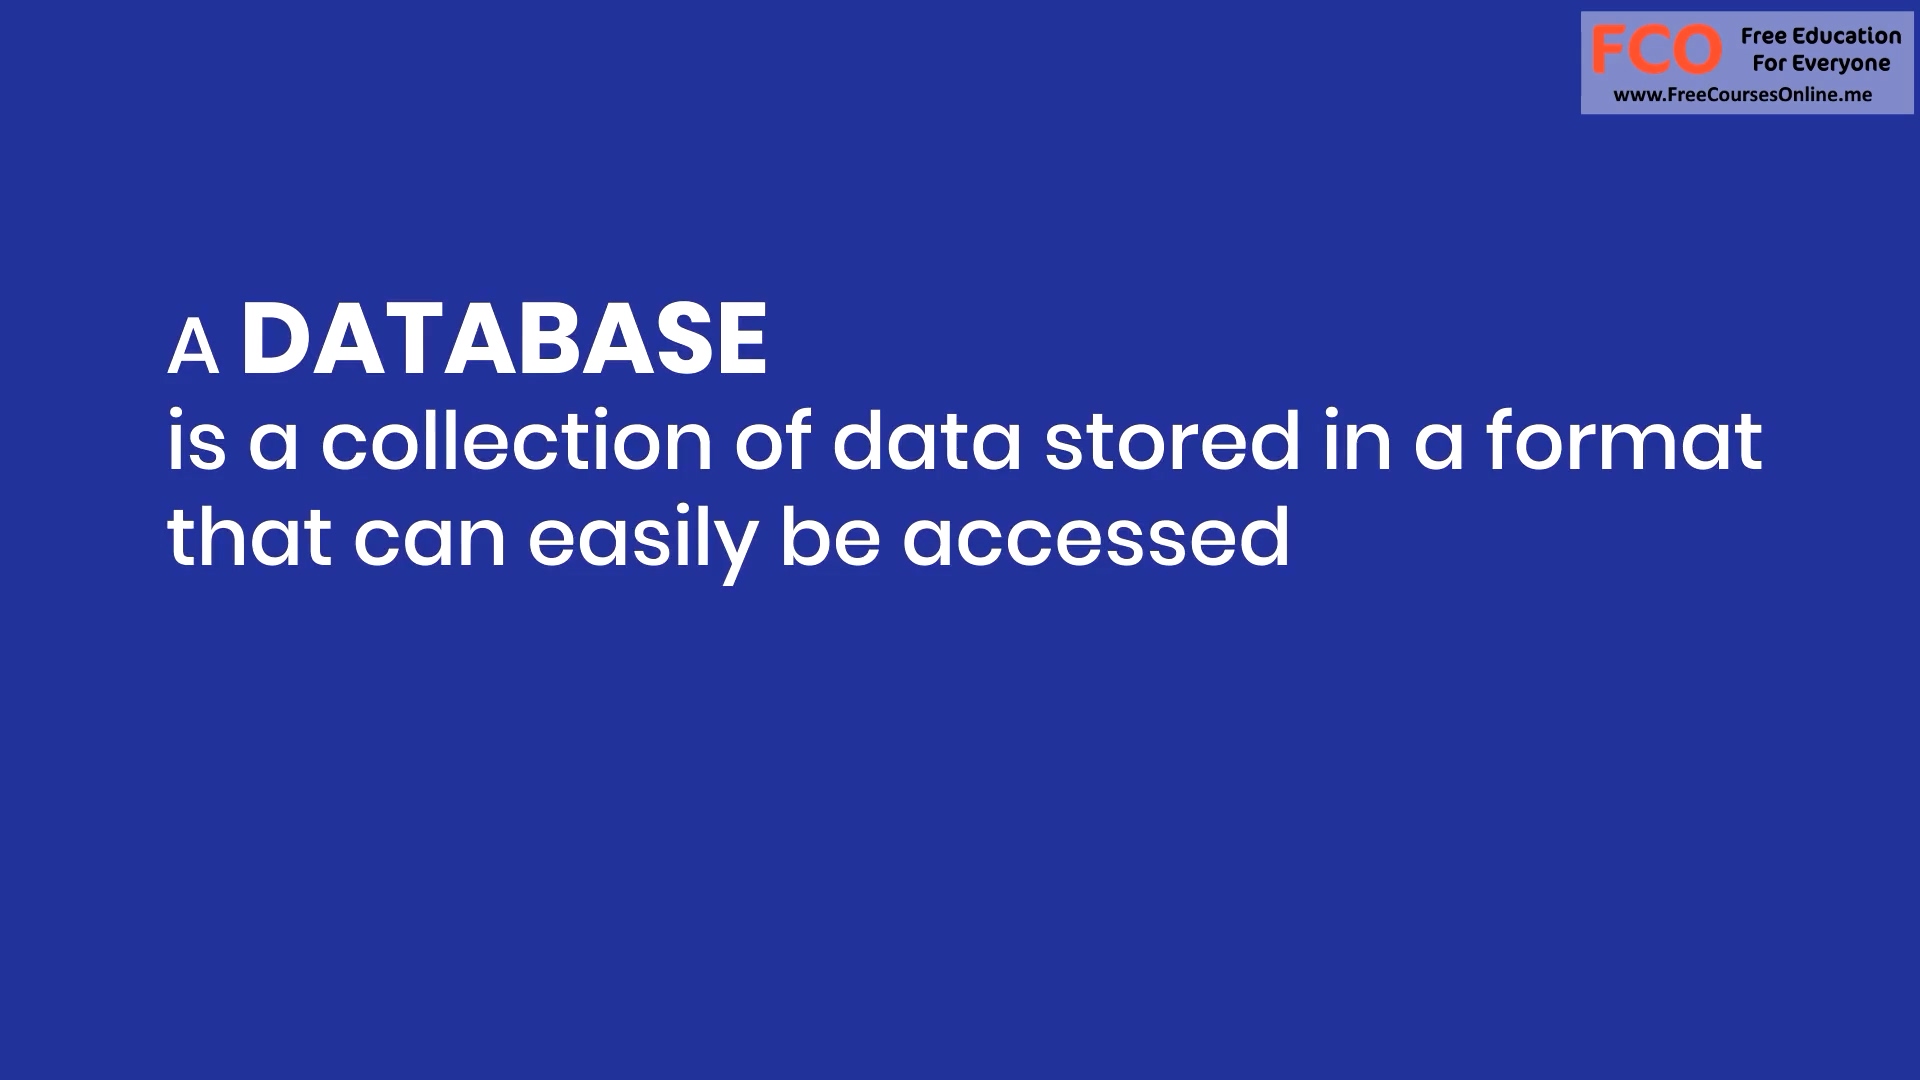 FCO
Free Education
For Everyone
www.FreeCoursesOnline.me
A DATABASE
is a collection of data stored in a format
that can easily be accessed